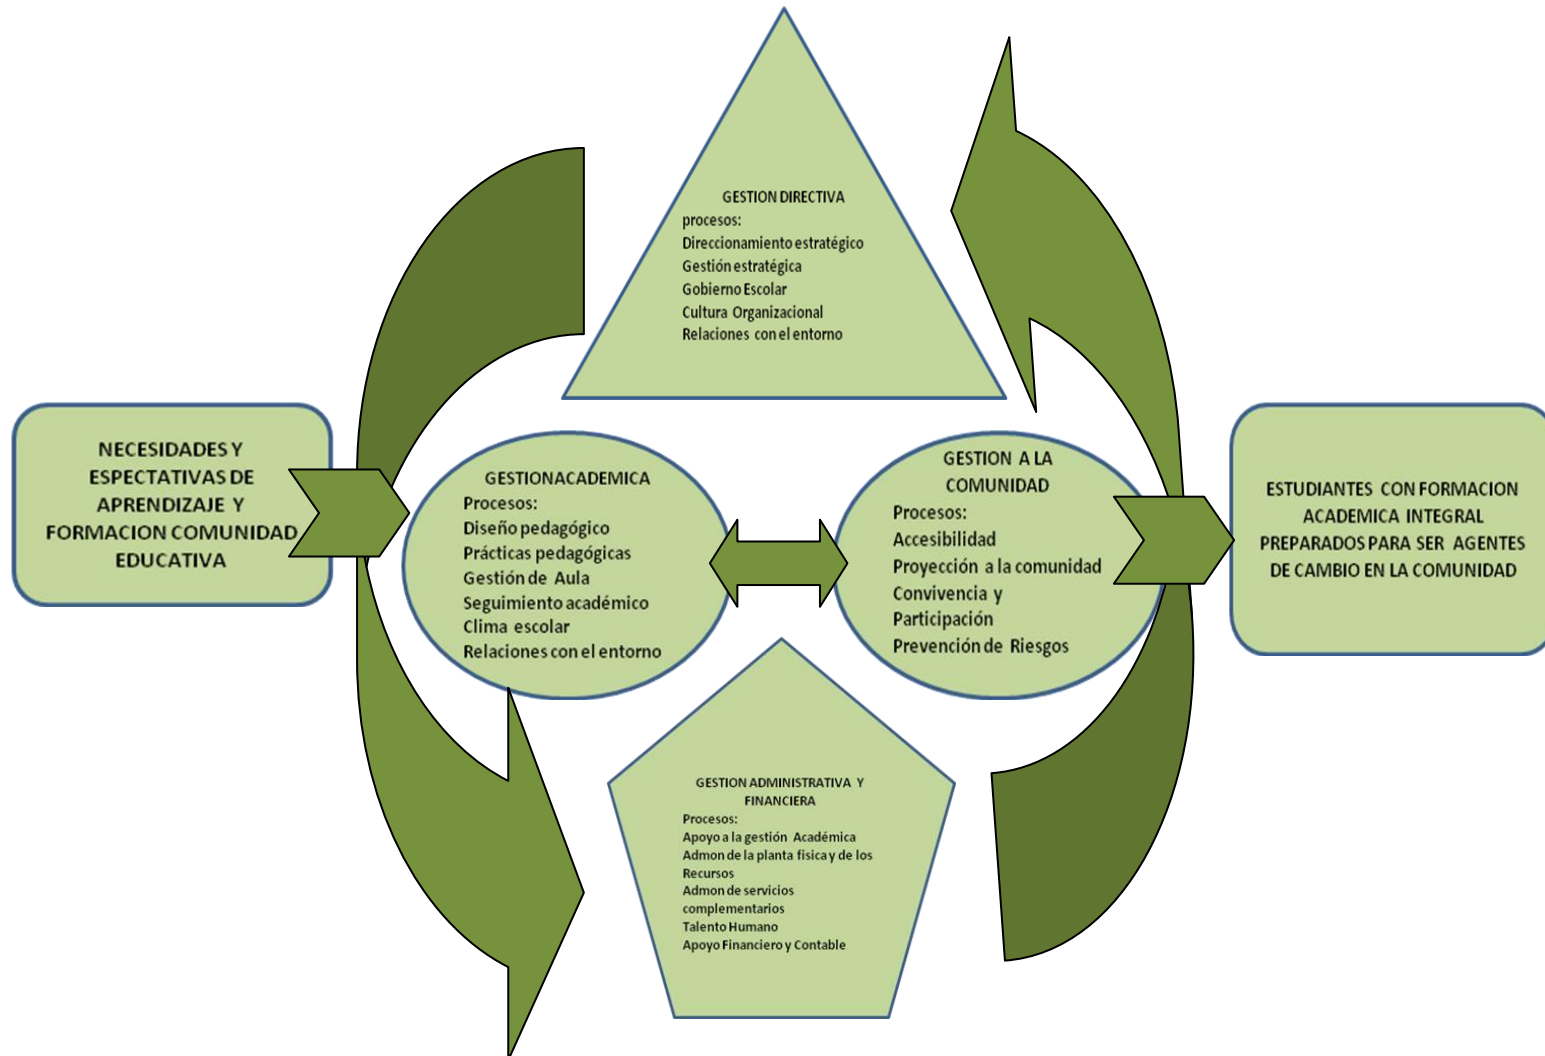 GESTION DIRECTIVA
procesos:
Direccionamiento estratégico
Gestión estratégica
Gobierno Escolar
Cultura Organizacional
Relaciones con el entorno
NECESIDADES Y
ESPECTATIVAS DE
APRENDIZAJE Y
FORMACION COMUNIDAD
EDUCATIVA
GESTIONACADEMICA
Procesos:
Diseño pedagógico
Prácticas pedagógicas
Gestión de Aula
Seguimiento académico
Clima escolar
Relaciones con el entorno
GESTION A LA
COMUNIDAD
Procesos:
Accesibilidad
Proyección a la comunidad
Convivencia y
Participación
Prevención de Riesgos
ESTUDIANTES CON FORMACION
ACADEMICA INTEGRAL
PREPARADOS PARA SER AGENTES
DE CAMBIO EN LA COMUNIDAD
GESTION ADMINISTRATIVA Y
FINANCIERA
Procesos:
Apoyo a la gestión Académica
Admon de la planta fisica y de los
Recursos
Admon de servicios
complementarios
Talento Humano
Apoyo Financiero y Contable